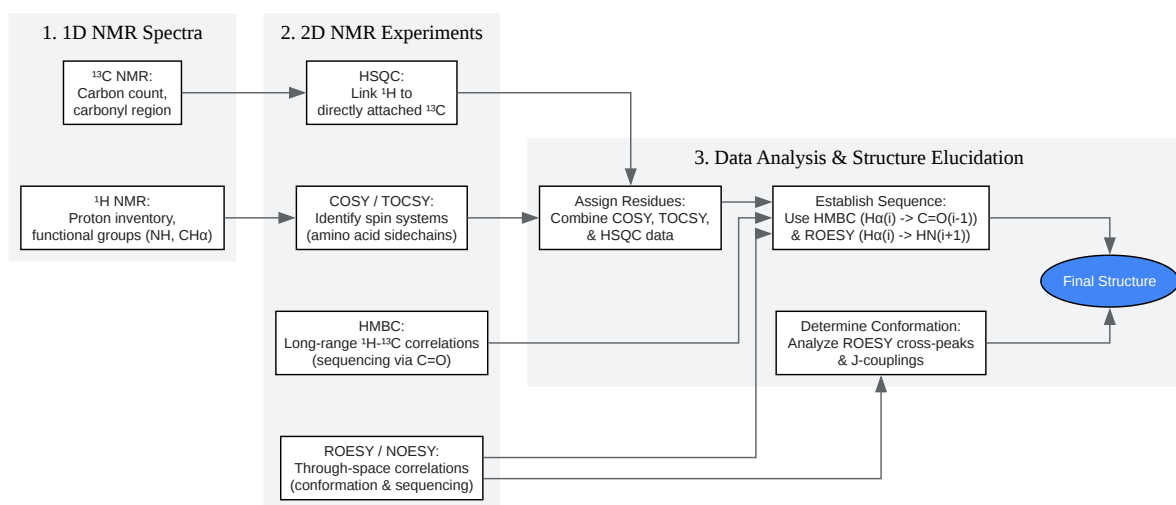 1. 1D NMR Spectra
¹³C NMR:
Carbon count,
carbonyl region
¹H NMR:
Proton inventory,
functional groups (NH, CHα)
2. 2D NMR Experiments
HSQC:
Link ¹H to
directly attached ¹³C
COSY / TOCSY:
Identify spin systems
(amino acid sidechains)
HMBC:
Long-range ¹H-¹³C correlations
(sequencing via C=O)
ROESY / NOESY:
Through-space correlations
(conformation & sequencing)
3. Data Analysis & Structure Elucidation
Assign Residues:
Combine COSY, TOCSY,
& HSQC data
Establish Sequence:
Use HMBC (Hα(i) -> C=O(i-1))
& ROESY (Hα(i) -> HN(i+1))
Determine Conformation:
Analyze ROESY cross-peaks
& J-couplings
Final Structure